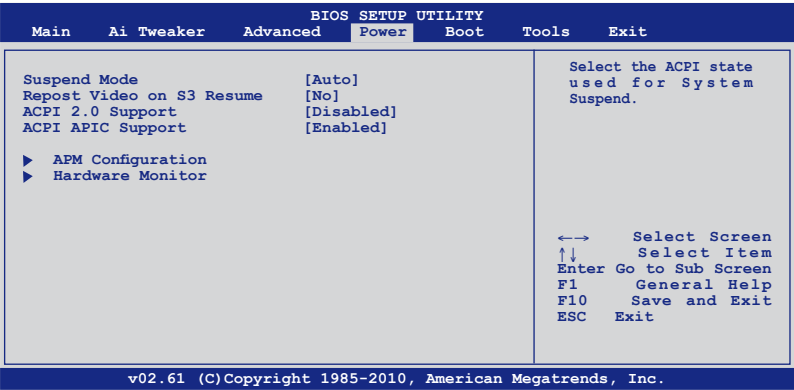 BIOS SETUP UTILITY
Main Ai Tweaker Advanced Power Boot Tools Exit
Suspend Mode [Auto]
Repost Video on S3 Resume [No]
ACPI 2.0 Support [Disabled]
ACPI APIC Support [Enabled]
▶ APM Configuration
▶ Hardware Monitor
Select the ACPI state
used for System
Suspend.
←→ Select Screen
↑↓ Select Item
Enter Go to Sub Screen
F1 General Help
F10 Save and Exit
ESC Exit
v02.61 (C)Copyright 1985-2010, American Megatrends, Inc.